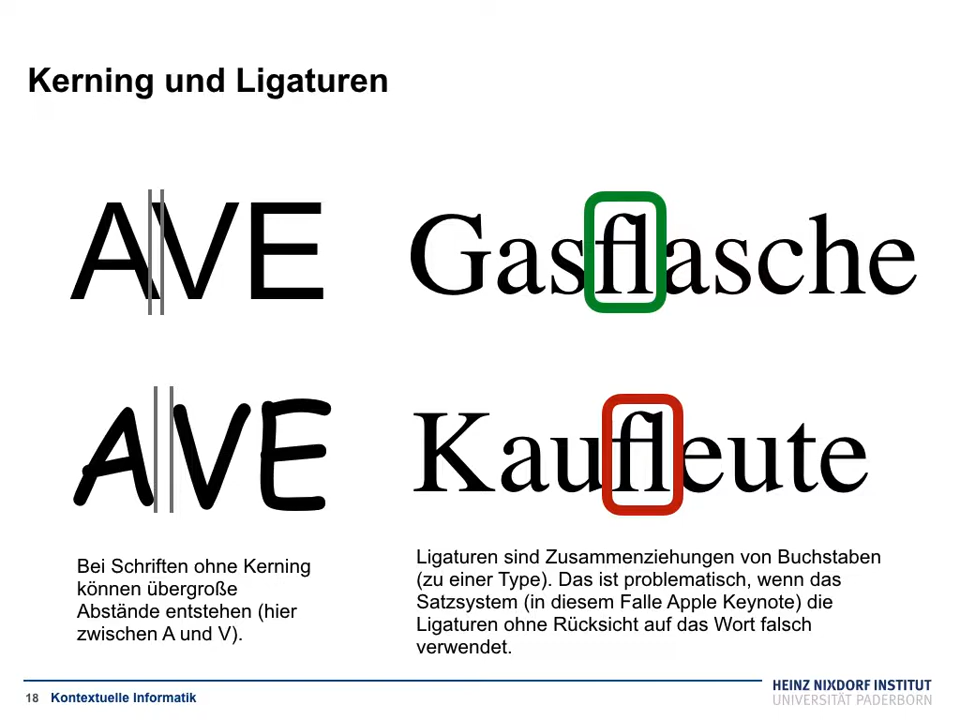 Kerning und Ligaturen
AVE
Gasflasche
AVE
Kaufleute
Bei Schriften ohne Kerning
können übergroße
Abstände entstehen (hier
zwischen A und V).
Ligaturen sind Zusammenziehungen von Buchstaben
(zu einer Type). Das ist problematisch, wenn das
Satzsystem (in diesem Falle Apple Keynote) die
Ligaturen ohne Rücksicht auf das Wort falsch
verwendet.
18 Kontextuelle Informatik
HEINZ NIXDORF INSTITUT
UNIVERSITÄT PADERBORN